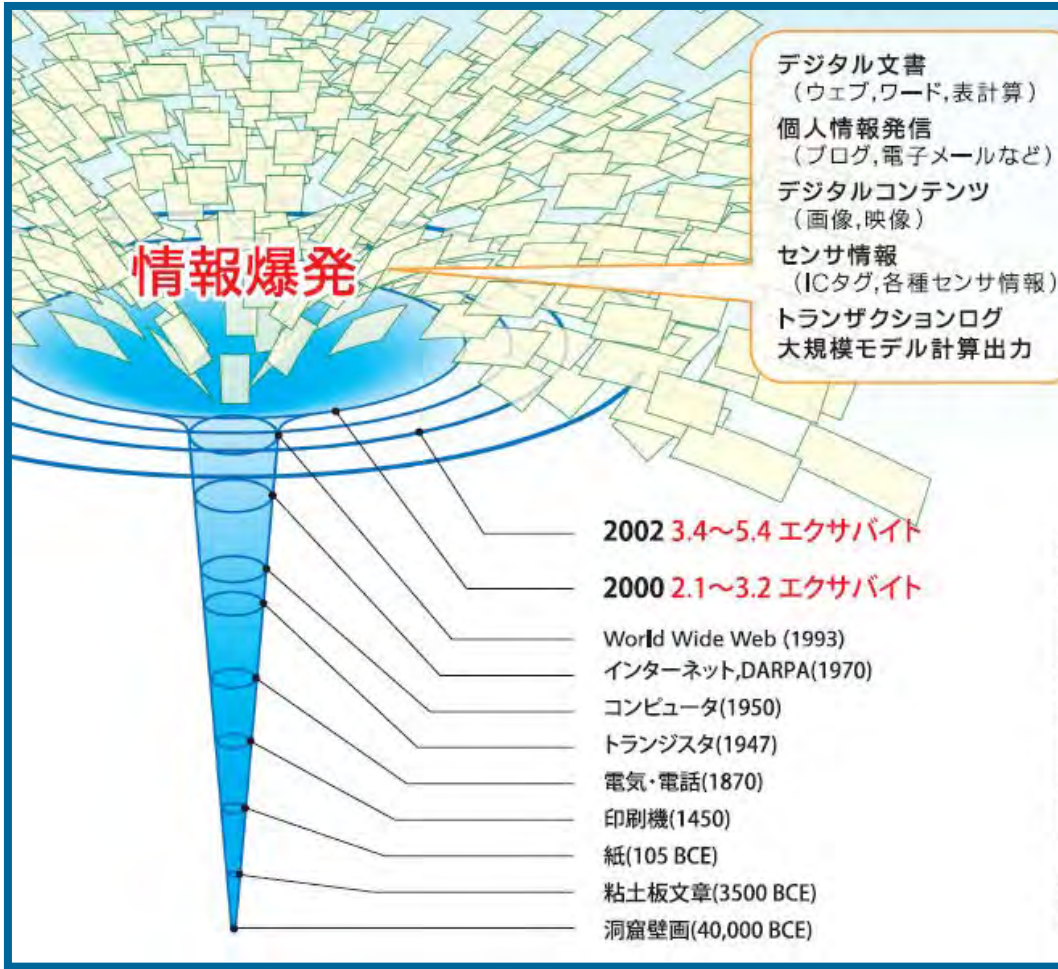 デジタル文書
（ウェブ,ワード,表計算）
個人情報発信
（ブログ,電子メールなど）
デジタルコンテンツ
（画像,映像）
センサ情報
（ICタグ,各種センサ情報）
トランザクションログ
大規模モデル計算出力
情報爆発
2002 3.4～5.4 エクサバイト
2000 2.1～3.2 エクサバイト
World Wide Web (1993)
インターネット,DARPA(1970)
コンピュータ(1950)
トランジスタ(1947)
電気・電話(1870)
印刷機(1450)
紙(105 BCE)
粘土板文章(3500 BCE)
洞窟壁画(40,000 BCE)